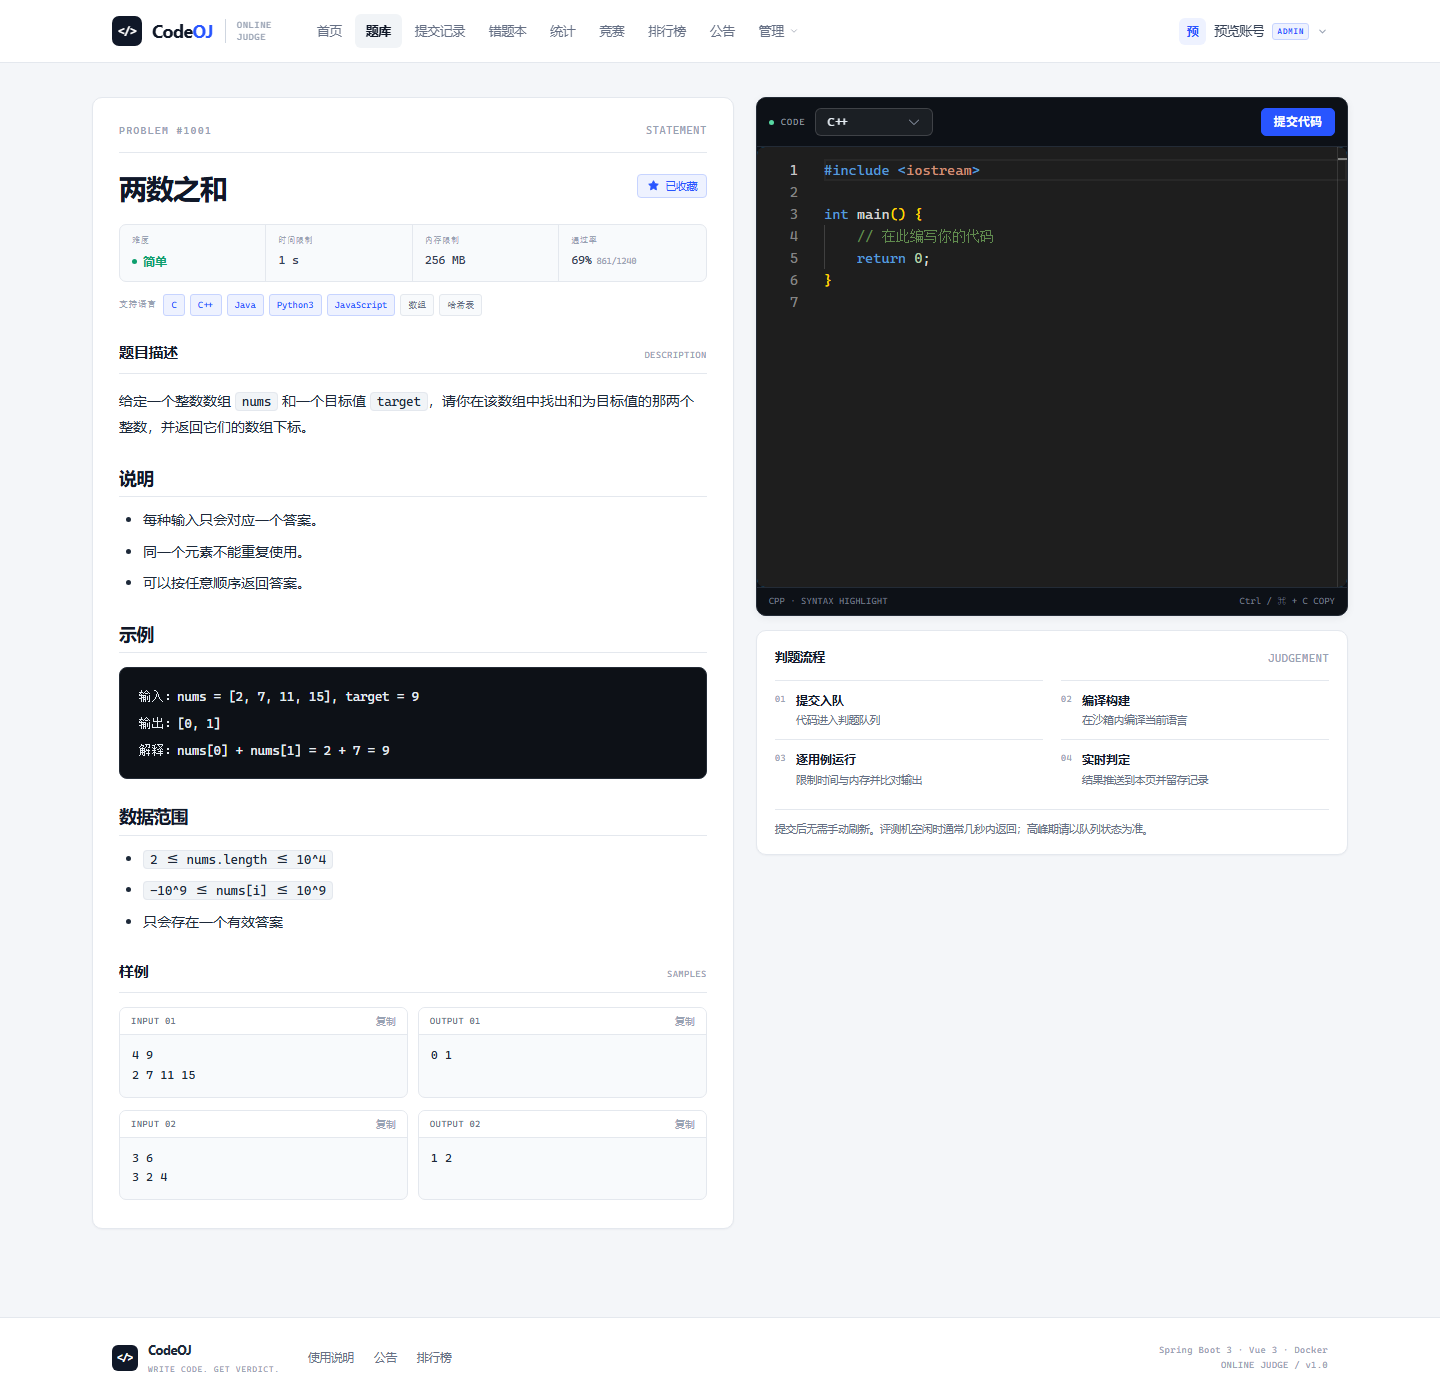 </> CodeOJ ONLINE JUDGE 首页 题库 提交记录 错题本 统计 竞赛 排行榜 公告 管理 预 预览账号 ADMIN
PROBLEM #1001 STATEMENT
两数之和 ★ 已收藏
难度 时间限制 内存限制 通过率
简单 1 s 256 MB 69% 861/1240
支持语言 C C++ Java Python3 JavaScript 数组 哈希表
题目描述 DESCRIPTION
给定一个整数数组 nums 和一个目标值 target，请你在该数组中找出和为目标值的那两个
整数，并返回它们的数组下标。
说明
• 每种输入只会对应一个答案。
• 同一个元素不能重复使用。
• 可以按任意顺序返回答案。
示例
输入：nums = [2, 7, 11, 15], target = 9
输出：[0, 1]
解释：nums[0] + nums[1] = 2 + 7 = 9
数据范围
• 2 ≤ nums.length ≤ 10^4
• -10^9 ≤ nums[i] ≤ 10^9
• 只会存在一个有效答案
样例 SAMPLES
INPUT 01 复制
4 9
2 7 11 15
OUTPUT 01 复制
0 1
INPUT 02 复制
3 6
3 2 4
OUTPUT 02 复制
1 2
CODE C++ 提交代码
1 #include <iostream>
2
3 int main() {
4 // 在此编写你的代码
5 return 0;
6 }
7
CPP · SYNTAX HIGHLIGHT Ctrl / ⌘ + C COPY
判题流程 JUDGEMENT
01 提交入队
代码进入判题队列
02 编译构建
在沙箱内编译当前语言
03 逐用例运行
限制时间与内存并比对输出
04 实时判定
结果推送到本页并留存记录
提交后无需手动刷新。评测机空闲时通常几秒内返回；高峰期请以队列状态为准。
</> CodeOJ
WRITE CODE. GET VERDICT.
使用说明 公告 排行榜
Spring Boot 3 · Vue 3 · Docker
ONLINE JUDGE / v1.0